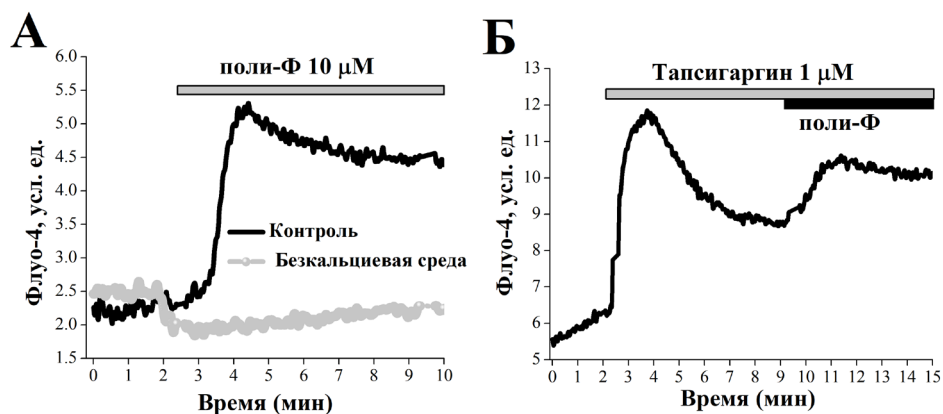 А
поли-Ф 10 μM
6.0
5.5
5.0
4.5
4.0
3.5
3.0
2.5
2.0
1.5
Флуо-4, усл. ед.
Контроль
Безкальциевая среда
0 1 2 3 4 5 6 7 8 9 10
Время (мин)
Б
Тапсигаргин 1 μM
поли-Ф
13
12
11
10
9
8
7
6
5
Флуо-4, усл. ед.
0 1 2 3 4 5 6 7 8 9 10 11 12 13 14 15
Время (мин)